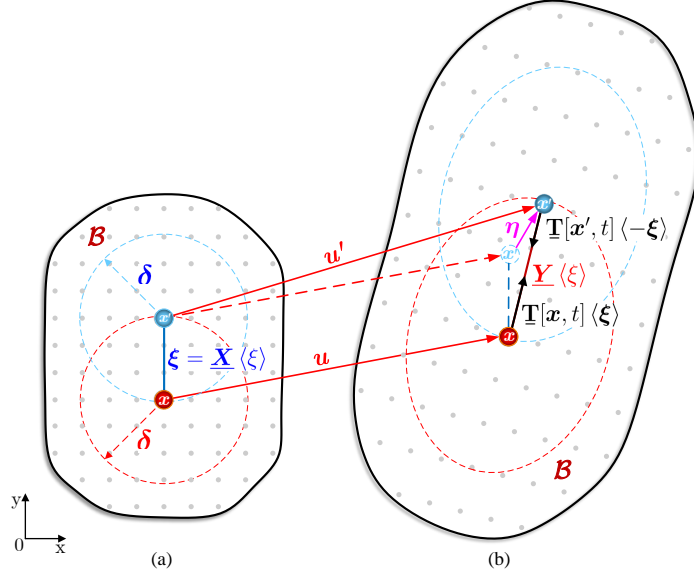 𝓑
δ
x
ξ = X ⟨ξ⟩
x
δ
u'
u
x'
η
x'
T[x', t] ⟨−ξ⟩
Y ⟨ξ⟩
T[x, t] ⟨ξ⟩
x
𝓑
y
0
x
(a)
(b)